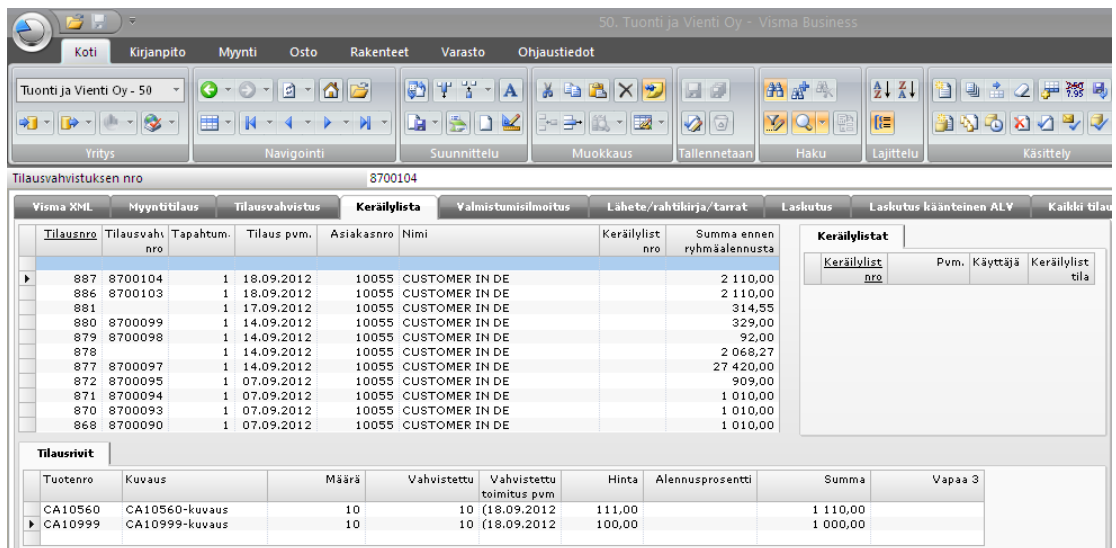 50. Tuonti ja Vienti Oy - Visma Business
Koti Kirjanpito Myynti Osto Rakenteet Varasto Ohjaustiedot
Tuonti ja Vienti Oy - 50
Yritys Navigointi Suunnittelu Muokkaus Tallennetaan Haku Lajittelu Käsittely
Tilausvahvistuksen nro 8700104
Visma XML Myyntitilaus Tilausvahvistus Keräilylista Valmistumisilmoitus Lähete/rahtikirja/tarrat Laskutus Laskutus käänteinen ALV Kaikki tilau
Tilausnro Tilausvahv nro Tapahtum. Tilaus pvm. Asiakasnro Nimi Keräilylist nro Summa ennen ryhmäalennusta
887 8700104 1 18.09.2012 10055 CUSTOMER IN DE 2 110,00
886 8700103 1 18.09.2012 10055 CUSTOMER IN DE 2 110,00
881 1 17.09.2012 10055 CUSTOMER IN DE 314,55
880 8700099 1 14.09.2012 10055 CUSTOMER IN DE 329,00
879 8700098 1 14.09.2012 10055 CUSTOMER IN DE 92,00
878 1 14.09.2012 10055 CUSTOMER IN DE 2 068,27
877 8700097 1 14.09.2012 10055 CUSTOMER IN DE 27 420,00
872 8700095 1 07.09.2012 10055 CUSTOMER IN DE 909,00
871 8700094 1 07.09.2012 10055 CUSTOMER IN DE 1 010,00
870 8700093 1 07.09.2012 10055 CUSTOMER IN DE 1 010,00
868 8700090 1 07.09.2012 10055 CUSTOMER IN DE 1 010,00
Keräilylistat
Keräilylist nro Pvm. Käyttäjä Keräilylist tila
Tilausrivit
Tuotenro Kuvaus Määrä Vahvistettu Vahvistettu toimitus pvm Hinta Alennusprosentti Summa Vapaa 3
CA10560 CA10560-kuvaus 10 10 (18.09.2012 111,00 1 110,00
CA10999 CA10999-kuvaus 10 10 (18.09.2012 100,00 1 000,00